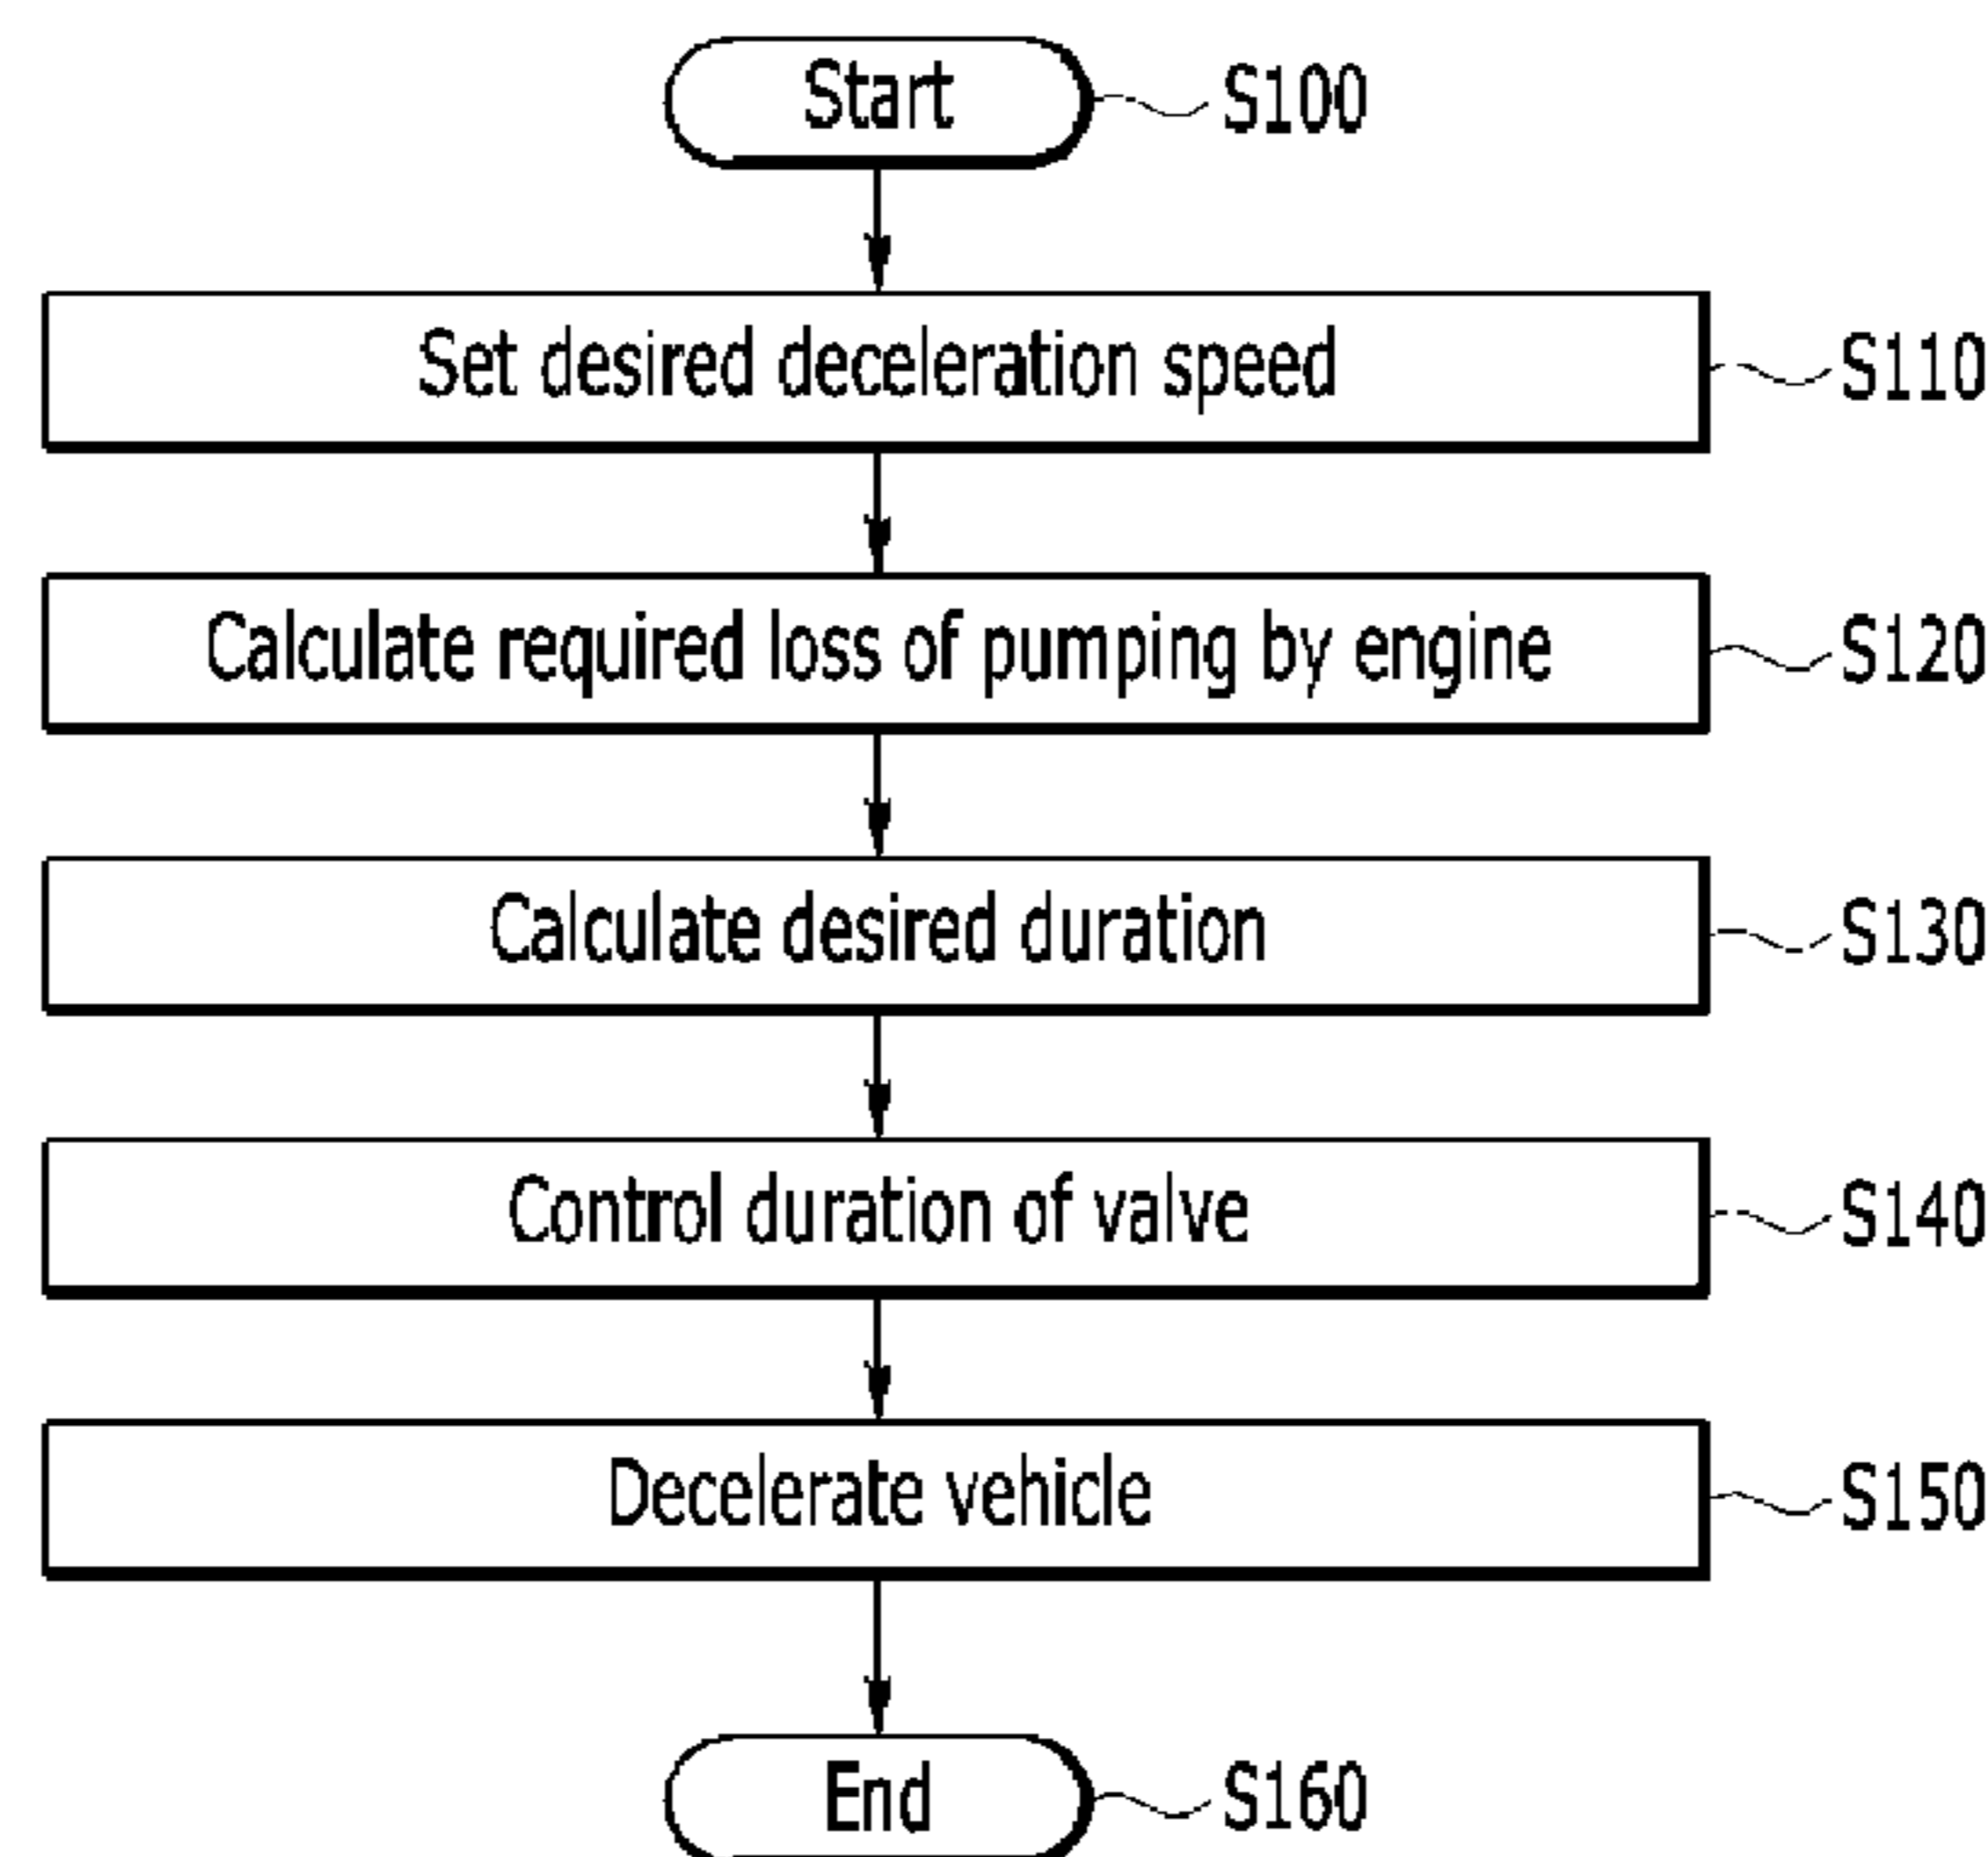 Start S100
Set desired deceleration speed S110
Calculate required loss of pumping by engine S120
Calculate desired duration S130
Control duration of valve S140
Decelerate vehicle S150
End S160